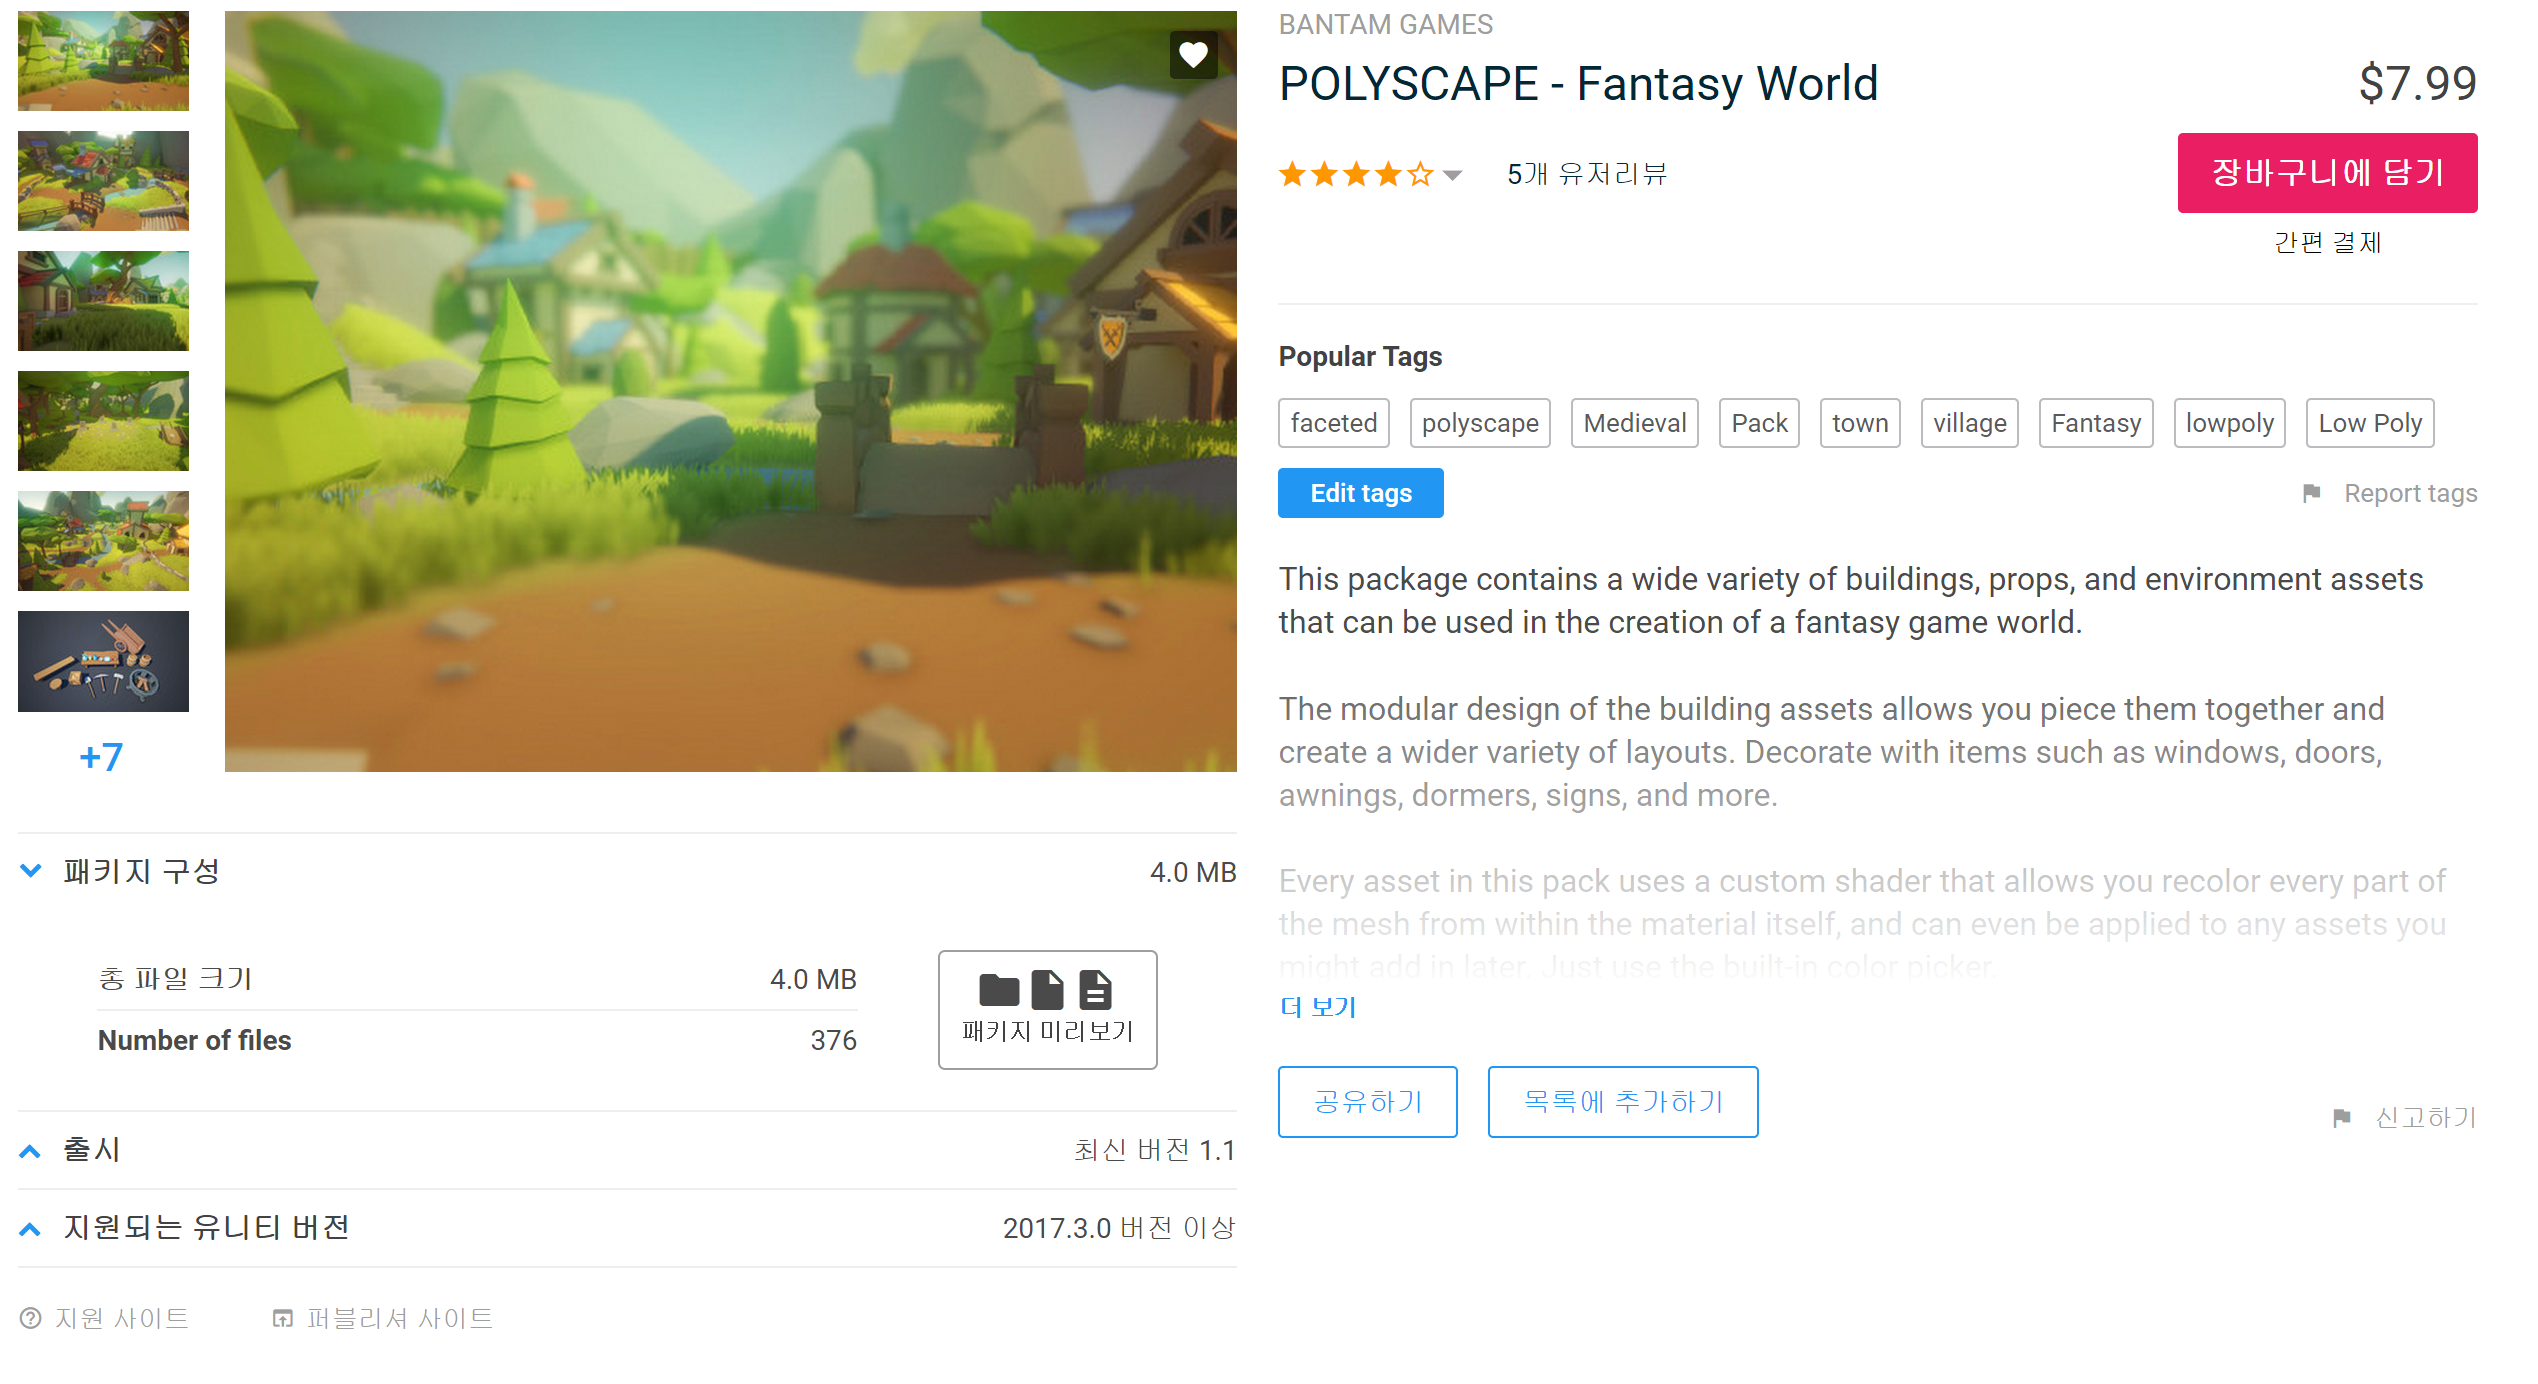 BANTAM GAMES
POLYSCAPE - Fantasy World
$7.99
5개 유저리뷰
장바구니에 담기
간편 결제
Popular Tags
faceted polyscape Medieval Pack town village Fantasy lowpoly Low Poly
Edit tags
Report tags
This package contains a wide variety of buildings, props, and environment assets
that can be used in the creation of a fantasy game world.
The modular design of the building assets allows you piece them together and
create a wider variety of layouts. Decorate with items such as windows, doors,
awnings, dormers, signs, and more.
Every asset in this pack uses a custom shader that allows you recolor every part of
the mesh from within the material itself, and can even be applied to any assets you
might add in later. Just use the built-in color picker.
더 보기
공유하기
목록에 추가하기
신고하기
+7
패키지 구성
4.0 MB
총 파일 크기
4.0 MB
Number of files
376
패키지 미리보기
출시
최신 버전 1.1
지원되는 유니티 버전
2017.3.0 버전 이상
지원 사이트
퍼블리셔 사이트